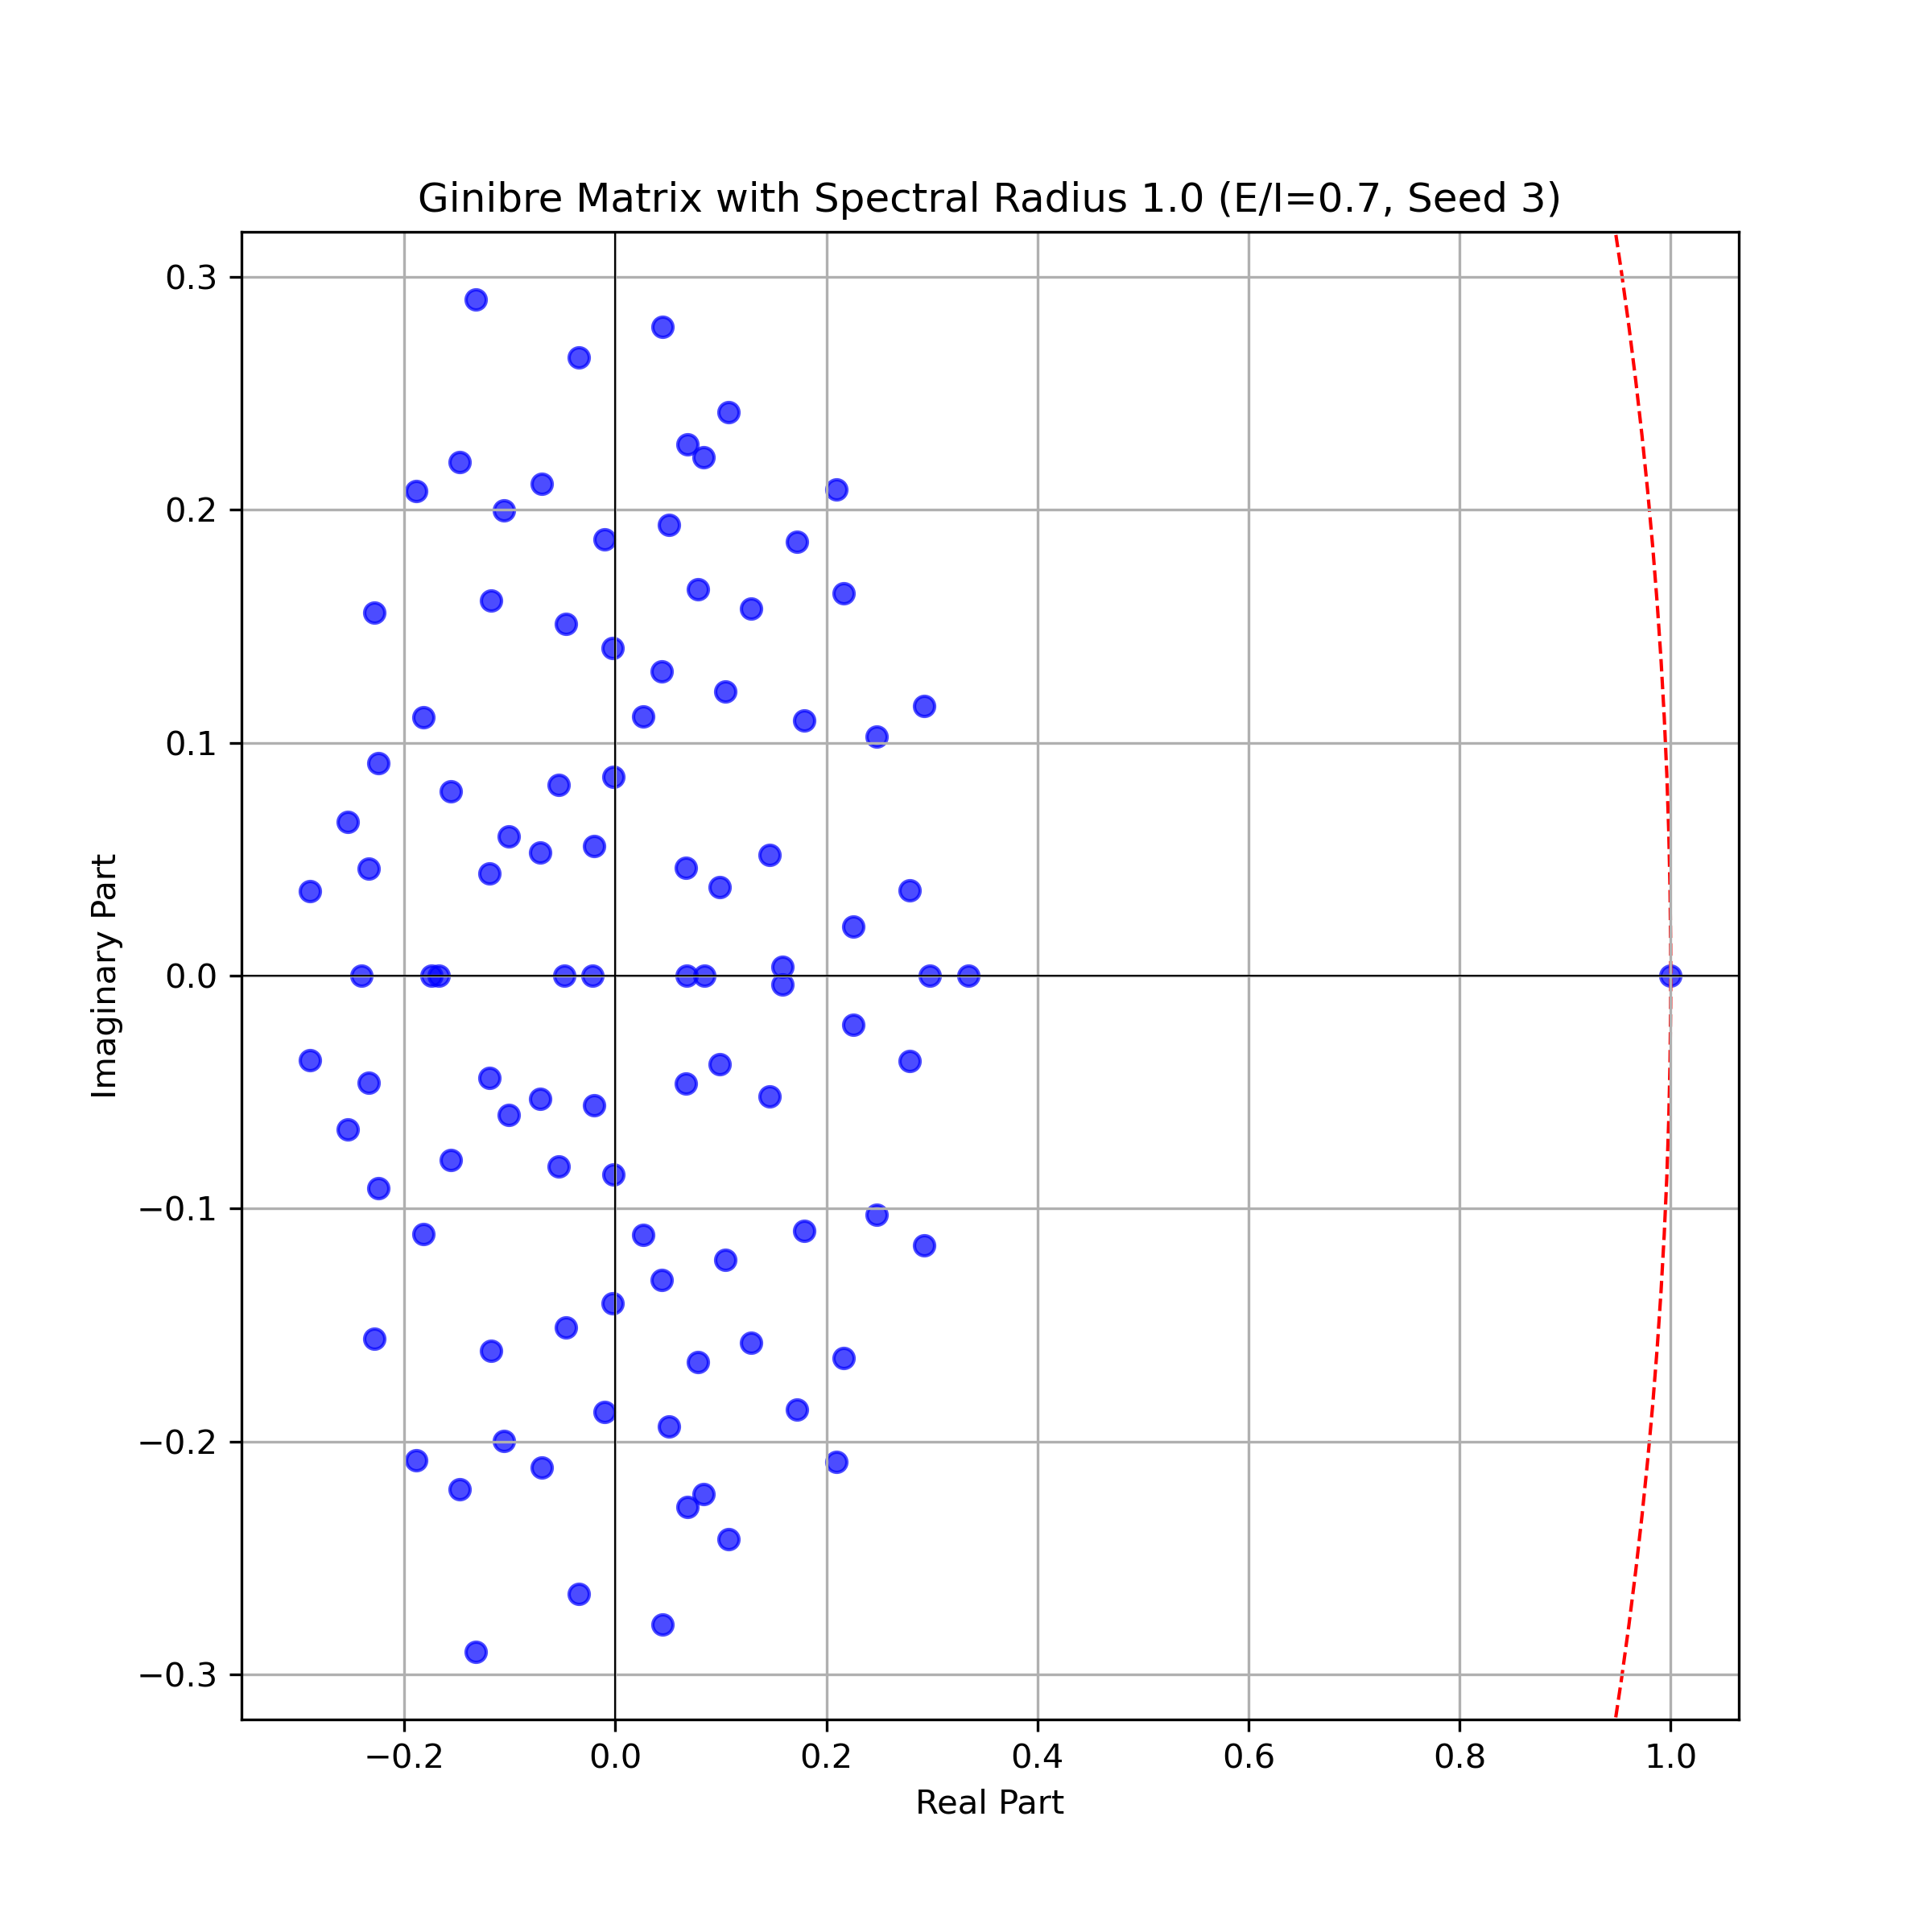 Ginibre Matrix with Spectral Radius 1.0 (E/I=0.7, Seed 3)
0.3
0.2
0.1
0.0
−0.1
−0.2
−0.3
Imaginary Part
−0.2 0.0 0.2 0.4 0.6 0.8 1.0
Real Part